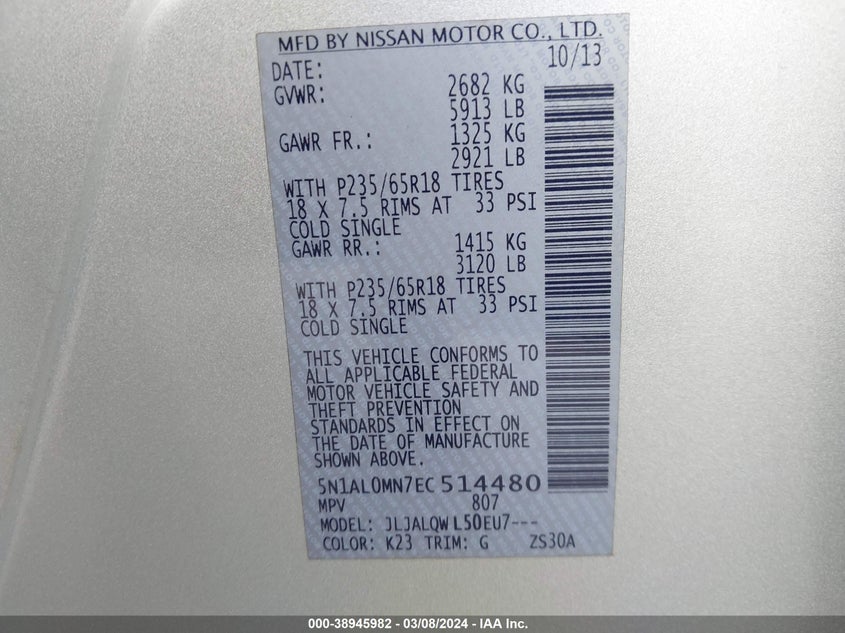 MFD BY NISSAN MOTOR CO., LTD.
DATE: 10/13
GVWR: 2682 KG
5913 LB
GAWR FR.: 1325 KG
2921 LB
WITH P235/65R18 TIRES
18 X 7.5 RIMS AT 33 PSI
COLD SINGLE
GAWR RR.: 1415 KG
3120 LB
WITH P235/65R18 TIRES
18 X 7.5 RIMS AT 33 PSI
COLD SINGLE
THIS VEHICLE CONFORMS TO
ALL APPLICABLE FEDERAL
MOTOR VEHICLE SAFETY AND
THEFT PREVENTION
STANDARDS IN EFFECT ON
THE DATE OF MANUFACTURE
SHOWN ABOVE.
5N1AL0MN7EC514480
MPV 807
MODEL: JLJALQWL50EU7---
COLOR: K23 TRIM: G ZS30A
000-38945982 - 03/08/2024 - IAA Inc.